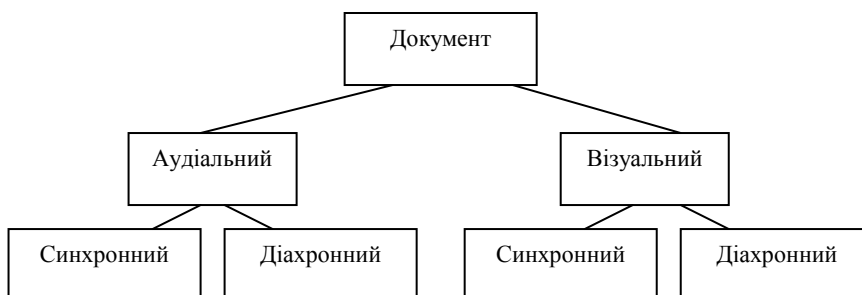 Документ
Аудіальний
Візуальний
Синхронний
Діахронний
Синхронний
Діахронний